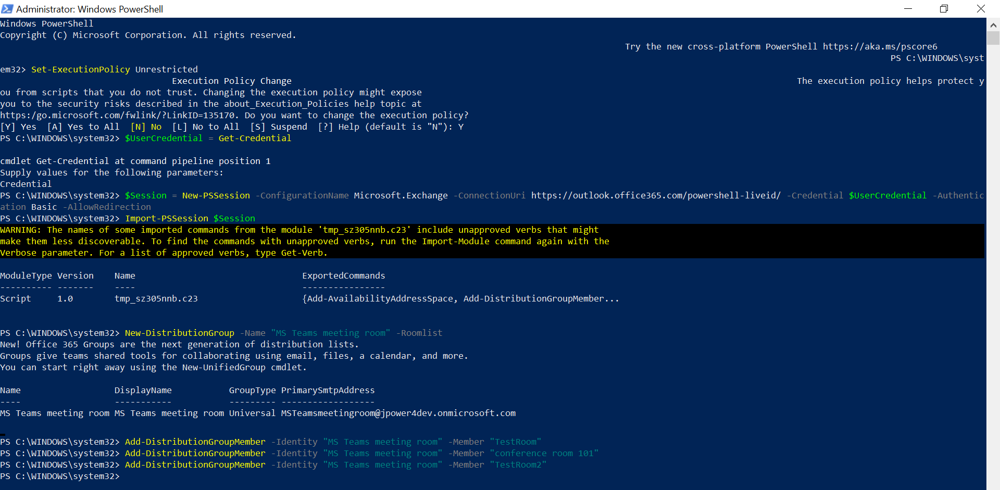 Administrator: Windows PowerShell
Windows PowerShell
Copyright (C) Microsoft Corporation. All rights reserved.
Try the new cross-platform PowerShell https://aka.ms/pscore6
PS C:\WINDOWS\syst
em32> Set-ExecutionPolicy Unrestricted
Execution Policy Change The execution policy helps protect y
ou from scripts that you do not trust. Changing the execution policy might expose
you to the security risks described in the about_Execution_Policies help topic at
https:/go.microsoft.com/fwlink/?LinkID=135170. Do you want to change the execution policy?
[Y] Yes  [A] Yes to All  [N] No  [L] No to All  [S] Suspend  [?] Help (default is "N"): Y
PS C:\WINDOWS\system32> $UserCredential = Get-Credential
cmdlet Get-Credential at command pipeline position 1
Supply values for the following parameters:
Credential
PS C:\WINDOWS\system32> $Session = New-PSSession -ConfigurationName Microsoft.Exchange -ConnectionUri https://outlook.office365.com/powershell-liveid/ -Credential $UserCredential -Authentic
ation Basic -AllowRedirection
PS C:\WINDOWS\system32> Import-PSSession $Session
WARNING: The names of some imported commands from the module 'tmp_sz305nnb.c23' include unapproved verbs that might
make them less discoverable. To find the commands with unapproved verbs, run the Import-Module command again with the
Verbose parameter. For a list of approved verbs, type Get-Verb.
ModuleType Version    Name                                ExportedCommands
---------- -------    ----                                ----------------
Script     1.0        tmp_sz305nnb.c23                    {Add-AvailabilityAddressSpace, Add-DistributionGroupMember...
PS C:\WINDOWS\system32> New-DistributionGroup -Name "MS Teams meeting room" -Roomlist
New! Office 365 Groups are the next generation of distribution lists.
Groups give teams shared tools for collaborating using email, files, a calendar, and more.
You can start right away using the New-UnifiedGroup cmdlet.
Name                  DisplayName           GroupType PrimarySmtpAddress
----                  -----------           --------- ------------------
MS Teams meeting room MS Teams meeting room Universal MSTeamsmeetingroom@jpower4dev.onmicrosoft.com
PS C:\WINDOWS\system32> Add-DistributionGroupMember -Identity "MS Teams meeting room" -Member "TestRoom"
PS C:\WINDOWS\system32> Add-DistributionGroupMember -Identity "MS Teams meeting room" -Member "conference room 101"
PS C:\WINDOWS\system32> Add-DistributionGroupMember -Identity "MS Teams meeting room" -Member "TestRoom2"
PS C:\WINDOWS\system32>